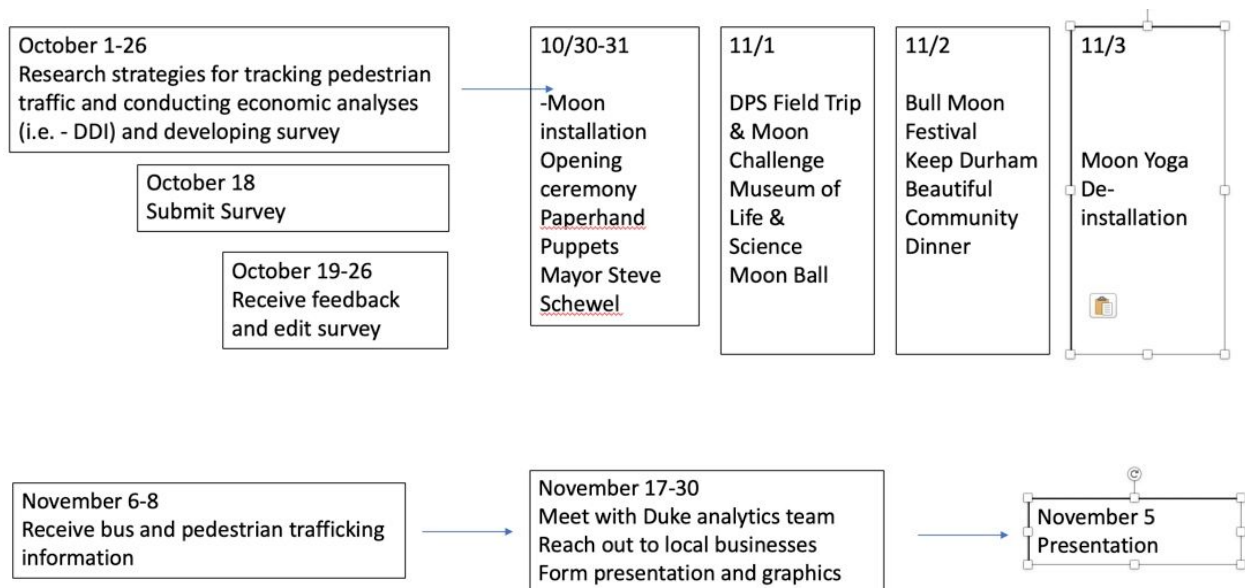 October 1-26
Research strategies for tracking pedestrian
traffic and conducting economic analyses
(i.e. - DDI) and developing survey
October 18
Submit Survey
October 19-26
Receive feedback
and edit survey
10/30-31
-Moon
installation
Opening
ceremony
Paperhand
Puppets
Mayor Steve
Schewel
11/1
DPS Field Trip
& Moon
Challenge
Museum of
Life &
Science
Moon Ball
11/2
Bull Moon
Festival
Keep Durham
Beautiful
Community
Dinner
11/3
Moon Yoga
De-
installation
November 6-8
Receive bus and pedestrian trafficking
information
November 17-30
Meet with Duke analytics team
Reach out to local businesses
Form presentation and graphics
November 5
Presentation